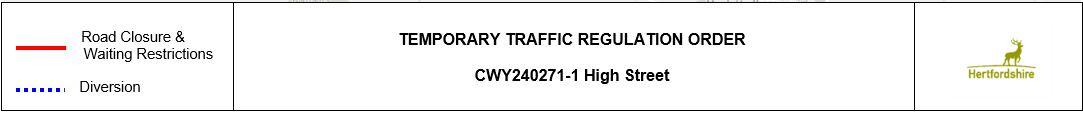 Road Closure &
Waiting Restrictions
Diversion
TEMPORARY TRAFFIC REGULATION ORDER
CWY240271-1 High Street
Hertfordshire